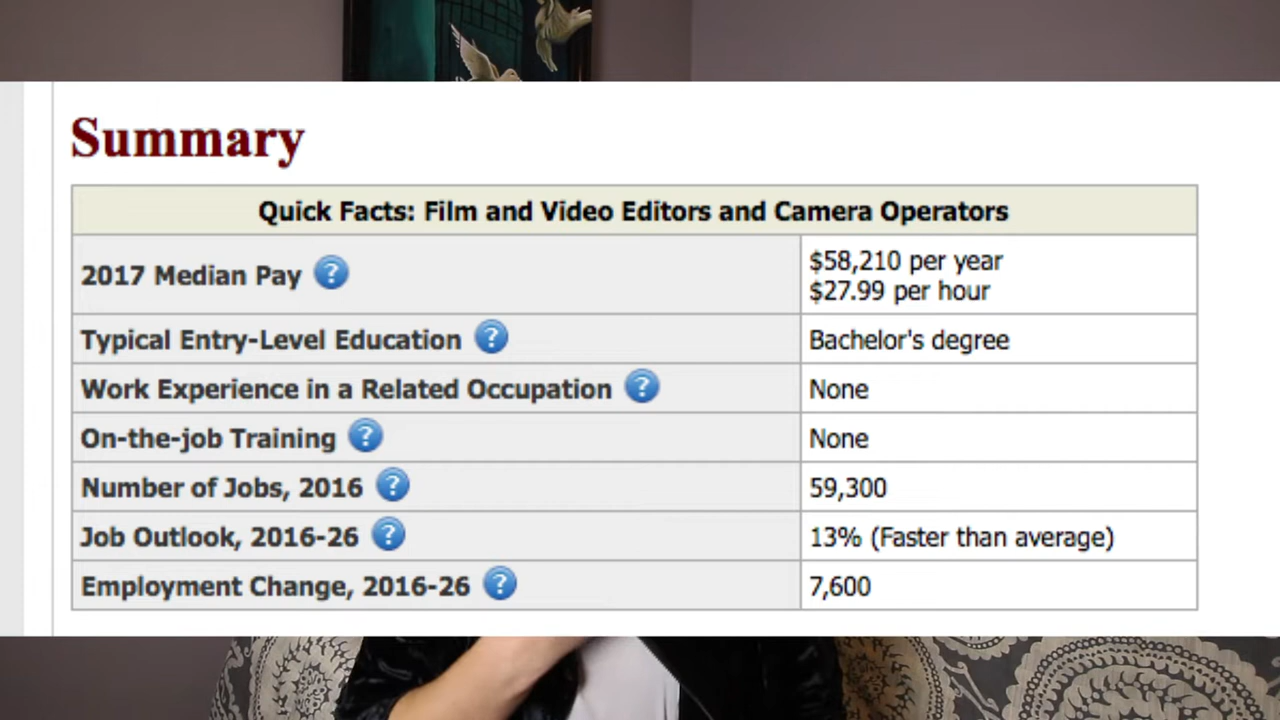 Summary
Quick Facts: Film and Video Editors and Camera Operators
2017 Median Pay ?
$58,210 per year
$27.99 per hour
Typical Entry-Level Education ?
Bachelor's degree
Work Experience in a Related Occupation ?
None
On-the-job Training ?
None
Number of Jobs, 2016 ?
59,300
Job Outlook, 2016-26 ?
13% (Faster than average)
Employment Change, 2016-26 ?
7,600